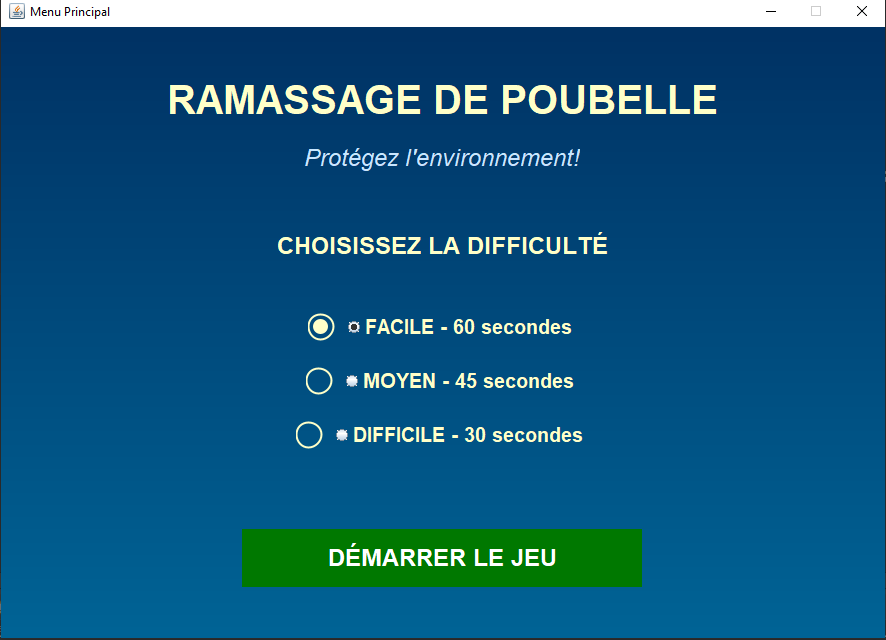 Menu Principal
RAMASSAGE DE POUBELLE
Protégez l'environnement!
CHOISISSEZ LA DIFFICULTÉ
FACILE - 60 secondes
MOYEN - 45 secondes
DIFFICILE - 30 secondes
DÉMARRER LE JEU